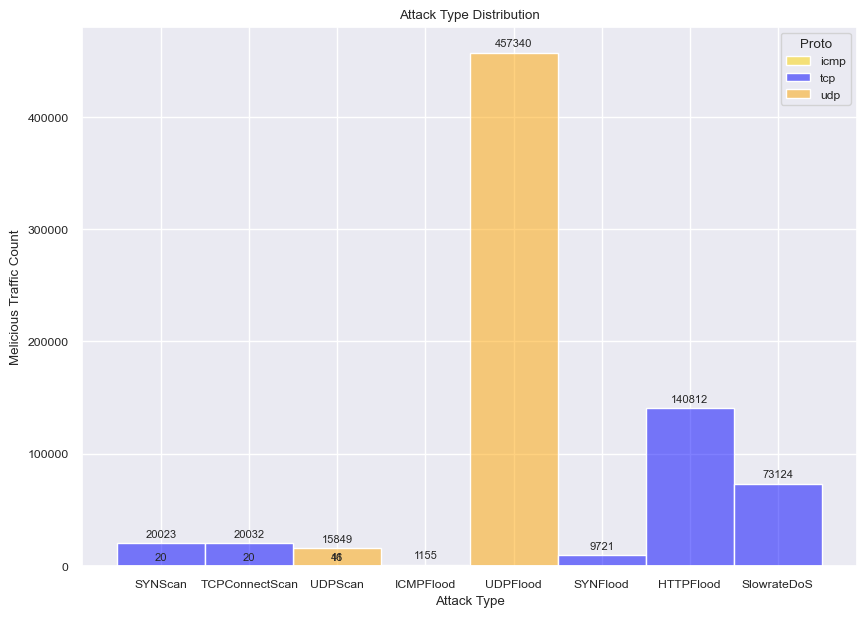 Attack Type Distribution
457340
Proto
icmp
tcp
udp
400000
300000
200000
140812
100000
73124
20023
20032
15849
9721
1155
20
20
0
Melicious Traffic Count
SYNScan
TCPConnectScan
UDPScan
ICMPFlood
UDPFlood
SYNFlood
HTTPFlood
SlowrateDoS
Attack Type